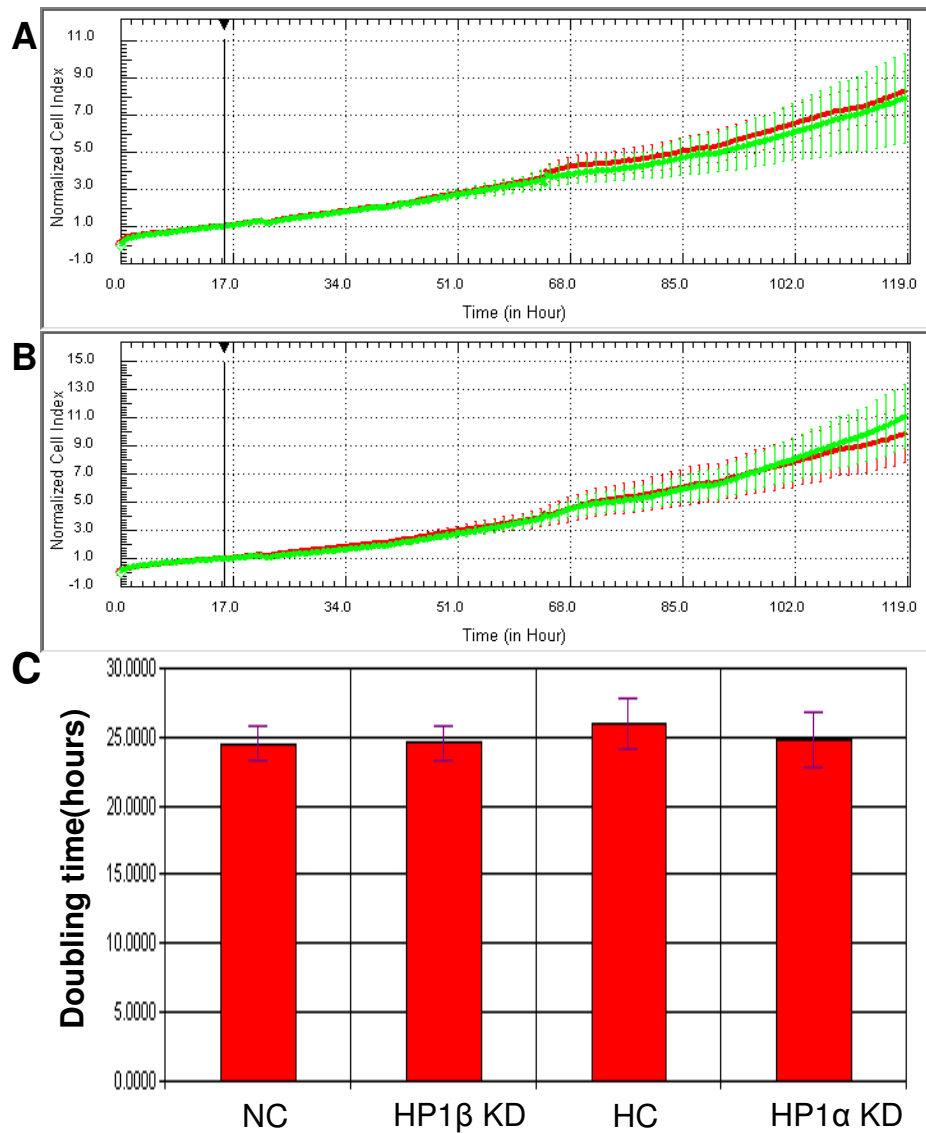 A
Normalized Cell Index
11.0
9.0
7.0
5.0
3.0
1.0
-1.0
0.0 17.0 34.0 51.0 68.0 85.0 102.0 119.0
Time (in Hour)
B
Normalized Cell Index
15.0
13.0
11.0
9.0
7.0
5.0
3.0
1.0
-1.0
0.0 17.0 34.0 51.0 68.0 85.0 102.0 119.0
Time (in Hour)
C
Doubling time(hours)
30.0000
25.0000
20.0000
15.0000
10.0000
5.0000
0.0000
NC HP1β KD HC HP1α KD